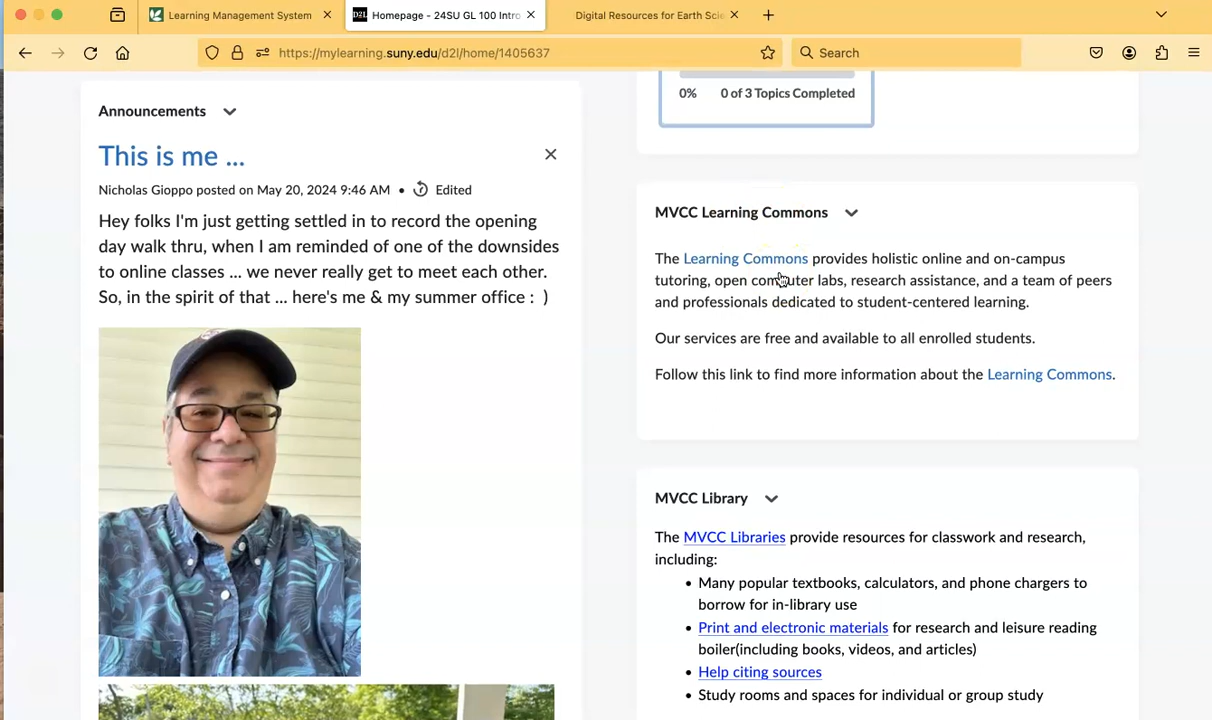 Learning Management System
Homepage - 24SU GL 100 Intro
Digital Resources for Earth Scie
https://mylearning.suny.edu/d2l/home/1405637
Search
Announcements
This is me ...
Nicholas Gioppo posted on May 20, 2024 9:46 AM • Edited
Hey folks I'm just getting settled in to record the opening
day walk thru, when I am reminded of one of the downsides
to online classes ... we never really get to meet each other.
So, in the spirit of that ... here's me & my summer office : )
0% 0 of 3 Topics Completed
MVCC Learning Commons
The Learning Commons provides holistic online and on-campus
tutoring, open computer labs, research assistance, and a team of peers
and professionals dedicated to student-centered learning.
Our services are free and available to all enrolled students.
Follow this link to find more information about the Learning Commons.
MVCC Library
The MVCC Libraries provide resources for classwork and research,
including:
• Many popular textbooks, calculators, and phone chargers to
borrow for in-library use
• Print and electronic materials for research and leisure reading
boiler(including books, videos, and articles)
• Help citing sources
• Study rooms and spaces for individual or group study